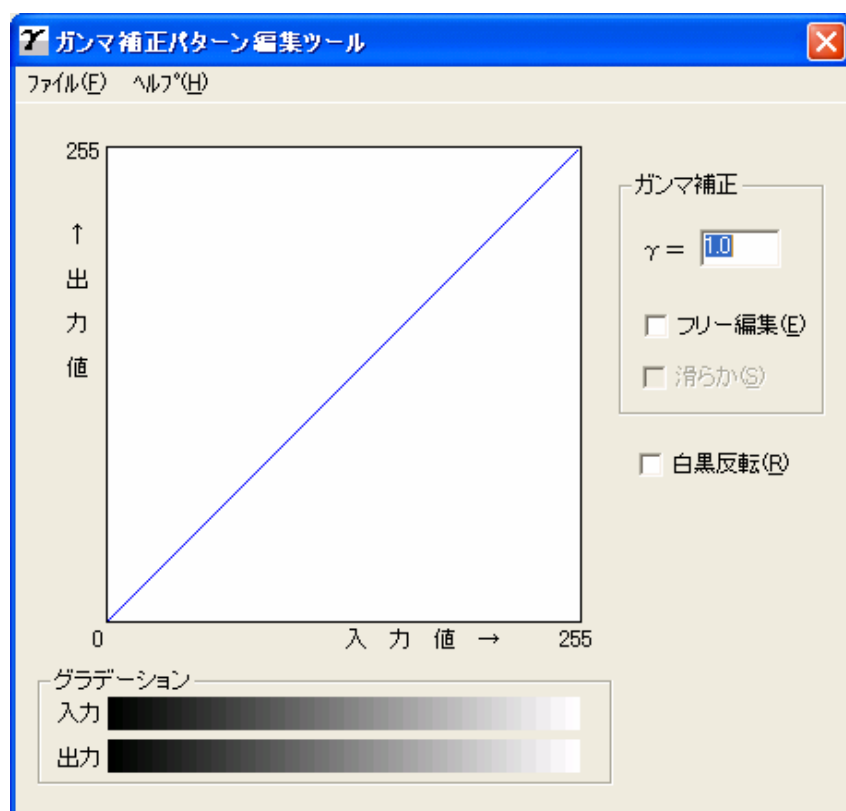 γ ガンマ補正パターン編集ツール
ﾌｧｲﾙ(F) ﾍﾙﾌﾟ(H)
255
↑
出
力
値
0
入 力 値 →
255
ガンマ補正
γ＝ 1.0
フリー編集(E)
滑らか(S)
白黒反転(R)
グラデーション
入力
出力